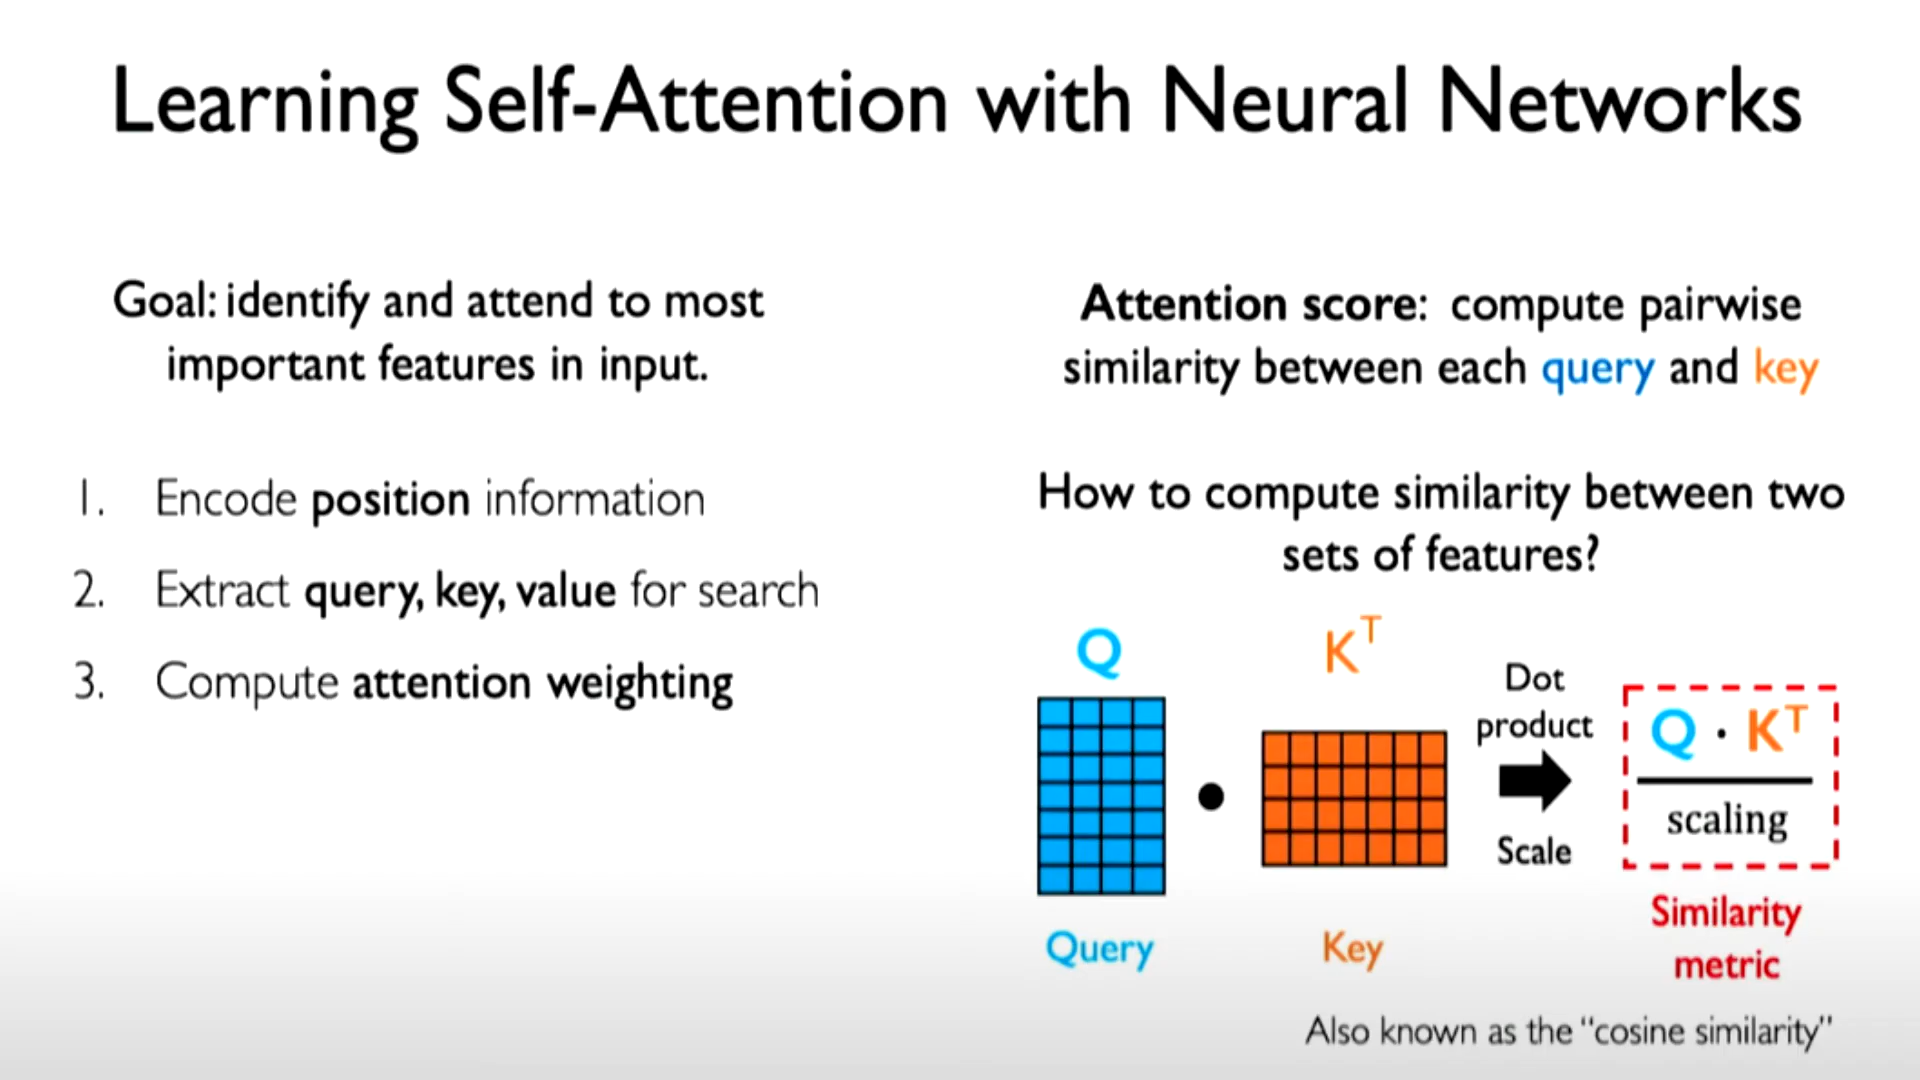 Learning Self-Attention with Neural Networks
Goal: identify and attend to most
important features in input.
1. Encode position information
2. Extract query, key, value for search
3. Compute attention weighting
Attention score: compute pairwise
similarity between each query and key
How to compute similarity between two
sets of features?
Q
Kᵀ
Query
Key
Dot
product
Scale
Q · Kᵀ
scaling
Similarity
metric
Also known as the “cosine similarity”